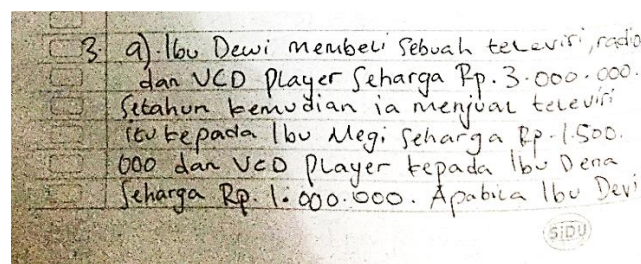 3. a). Ibu Dewi membeli sebuah televisi, radio
dan VCD Player seharga Rp. 3.000.000.
Setahun kemudian ia menjual televisi
itu kepada Ibu Megi seharga Rp. 1.500.
000 dan VCD Player kepada Ibu Dena
seharga Rp. 1.000.000. Apabila Ibu Devi
SiDU